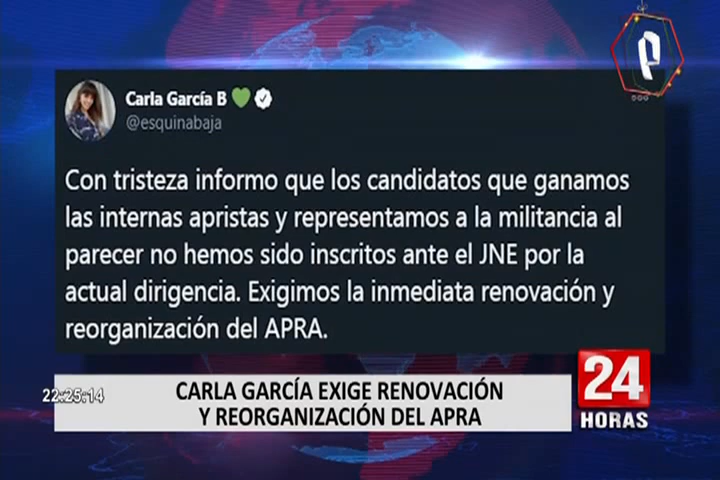 Carla García B
@esquinabaja
Con tristeza informo que los candidatos que ganamos
las internas apristas y representamos a la militancia al
parecer no hemos sido inscritos ante el JNE por la
actual dirigencia. Exigimos la inmediata renovación y
reorganización del APRA.
CARLA GARCÍA EXIGE RENOVACIÓN
Y REORGANIZACIÓN DEL APRA
22:25:14
24
HORAS